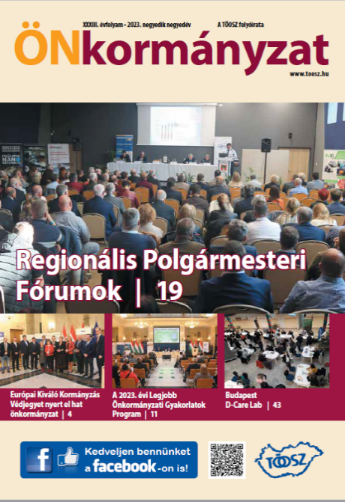 XXXIII. évfolyam - 2023. negyedik negyedév
A TÖOSZ folyóirata
ÖNkormányzat
www.toosz.hu
Regionális Polgármesteri
Fórumok | 19
Európai Kiváló Kormányzás
Védjegyet nyert el hat
önkormányzat | 4
A 2023. évi Legjobb
Önkormányzati Gyakorlatok
Program | 11
Budapest
D-Care Lab | 43
Kedveljen bennünket
a facebook-on is!
TÖOSZ